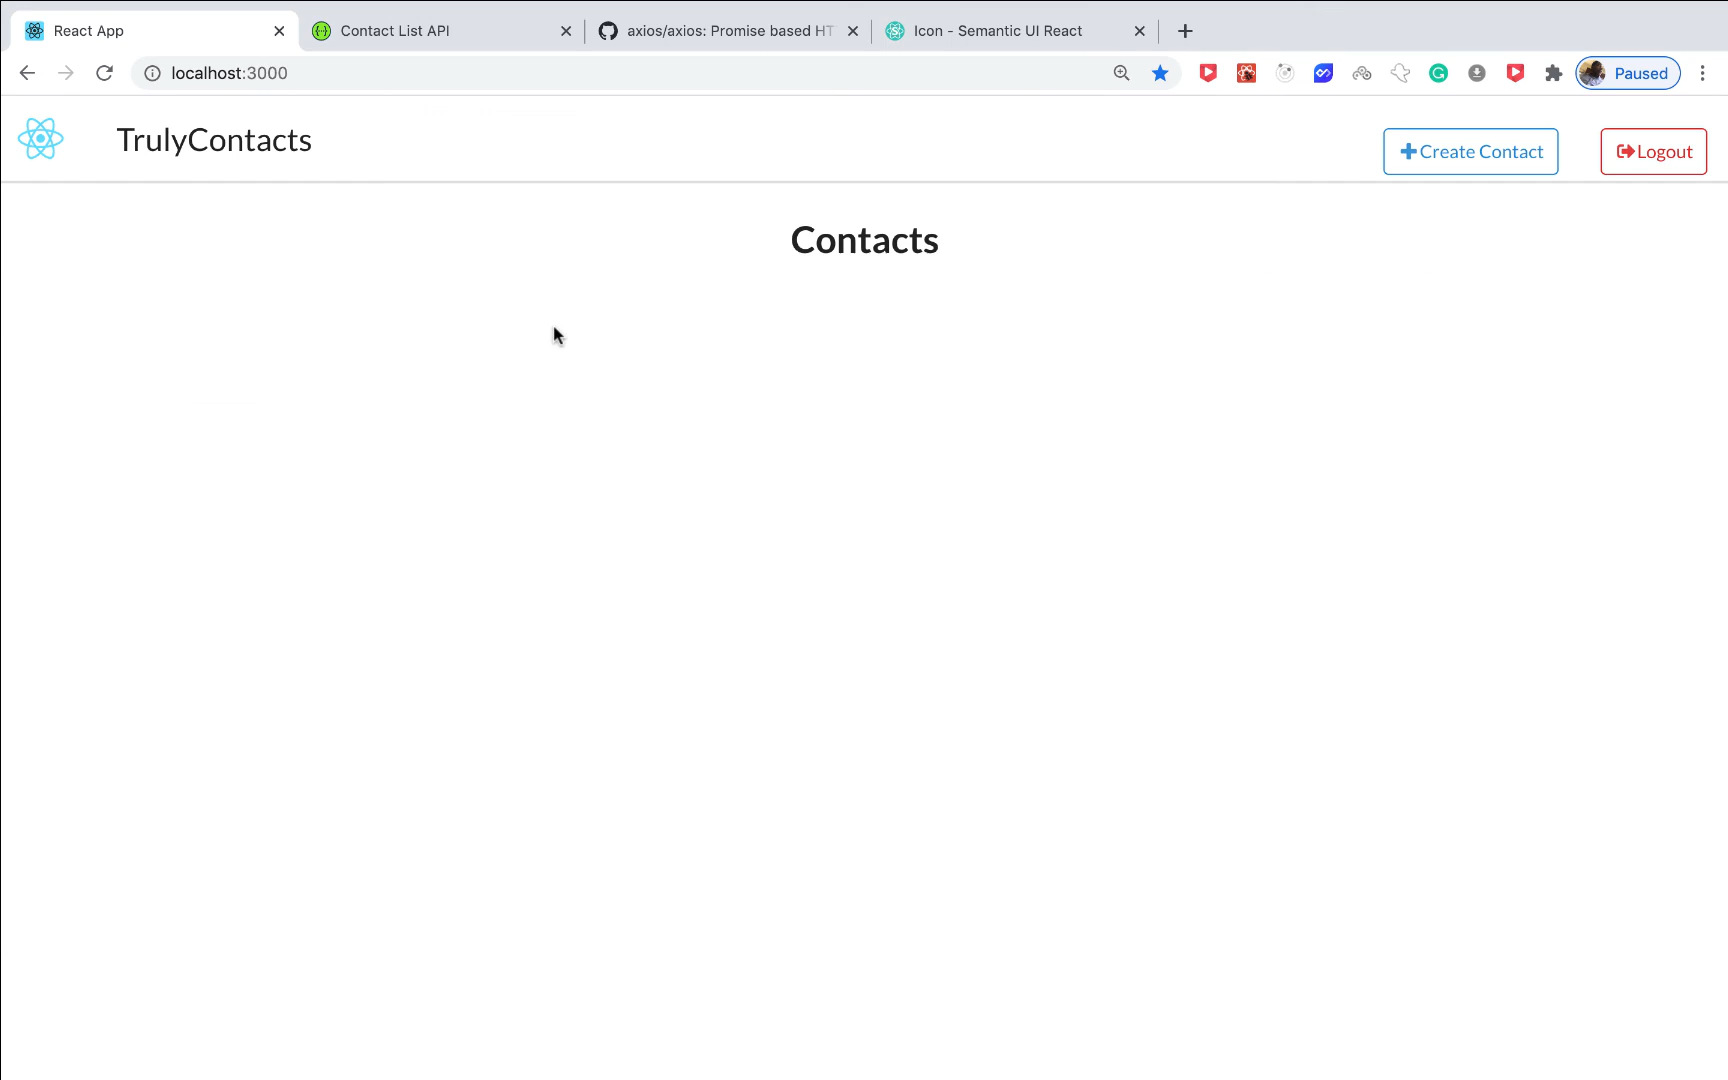 React App
Contact List API
axios/axios: Promise based HT
Icon - Semantic UI React
localhost:3000
Paused
TrulyContacts
Create Contact
Logout
Contacts